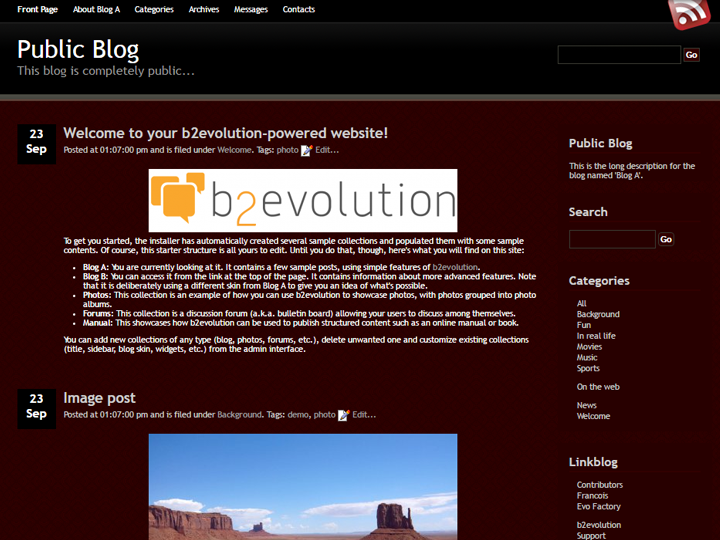 Front Page About Blog A Categories Archives Messages Contacts
Public Blog
This blog is completely public...
Go
23
Sep
Welcome to your b2evolution-powered website!
Posted at 01:07:00 pm and is filed under Welcome. Tags: photo Edit...
b2evolution
To get you started, the installer has automatically created several sample collections and populated them with some sample
contents. Of course, this starter structure is all yours to edit. Until you do that, though, here's what you will find on this site:
• Blog A: You are currently looking at it. It contains a few sample posts, using simple features of b2evolution.
• Blog B: You can access it from the link at the top of the page. It contains information about more advanced features. Note
that it is deliberately using a different skin from Blog A to give you an idea of what's possible.
• Photos: This collection is an example of how you can use b2evolution to showcase photos, with photos grouped into photo
albums.
• Forums: This collection is a discussion forum (a.k.a. bulletin board) allowing your users to discuss among themselves.
• Manual: This showcases how b2evolution can be used to publish structured content such as an online manual or book.
You can add new collections of any type (blog, photos, forums, etc.), delete unwanted one and customize existing collections
(title, sidebar, blog skin, widgets, etc.) from the admin interface.
23
Sep
Image post
Posted at 01:07:00 pm and is filed under Background. Tags: demo, photo Edit...
Public Blog
This is the long description for the
blog named 'Blog A'.
Search
Go
Categories
All
Background
Fun
In real life
Movies
Music
Sports
On the web
News
Welcome
Linkblog
Contributors
Francois
Evo Factory
b2evolution
Support